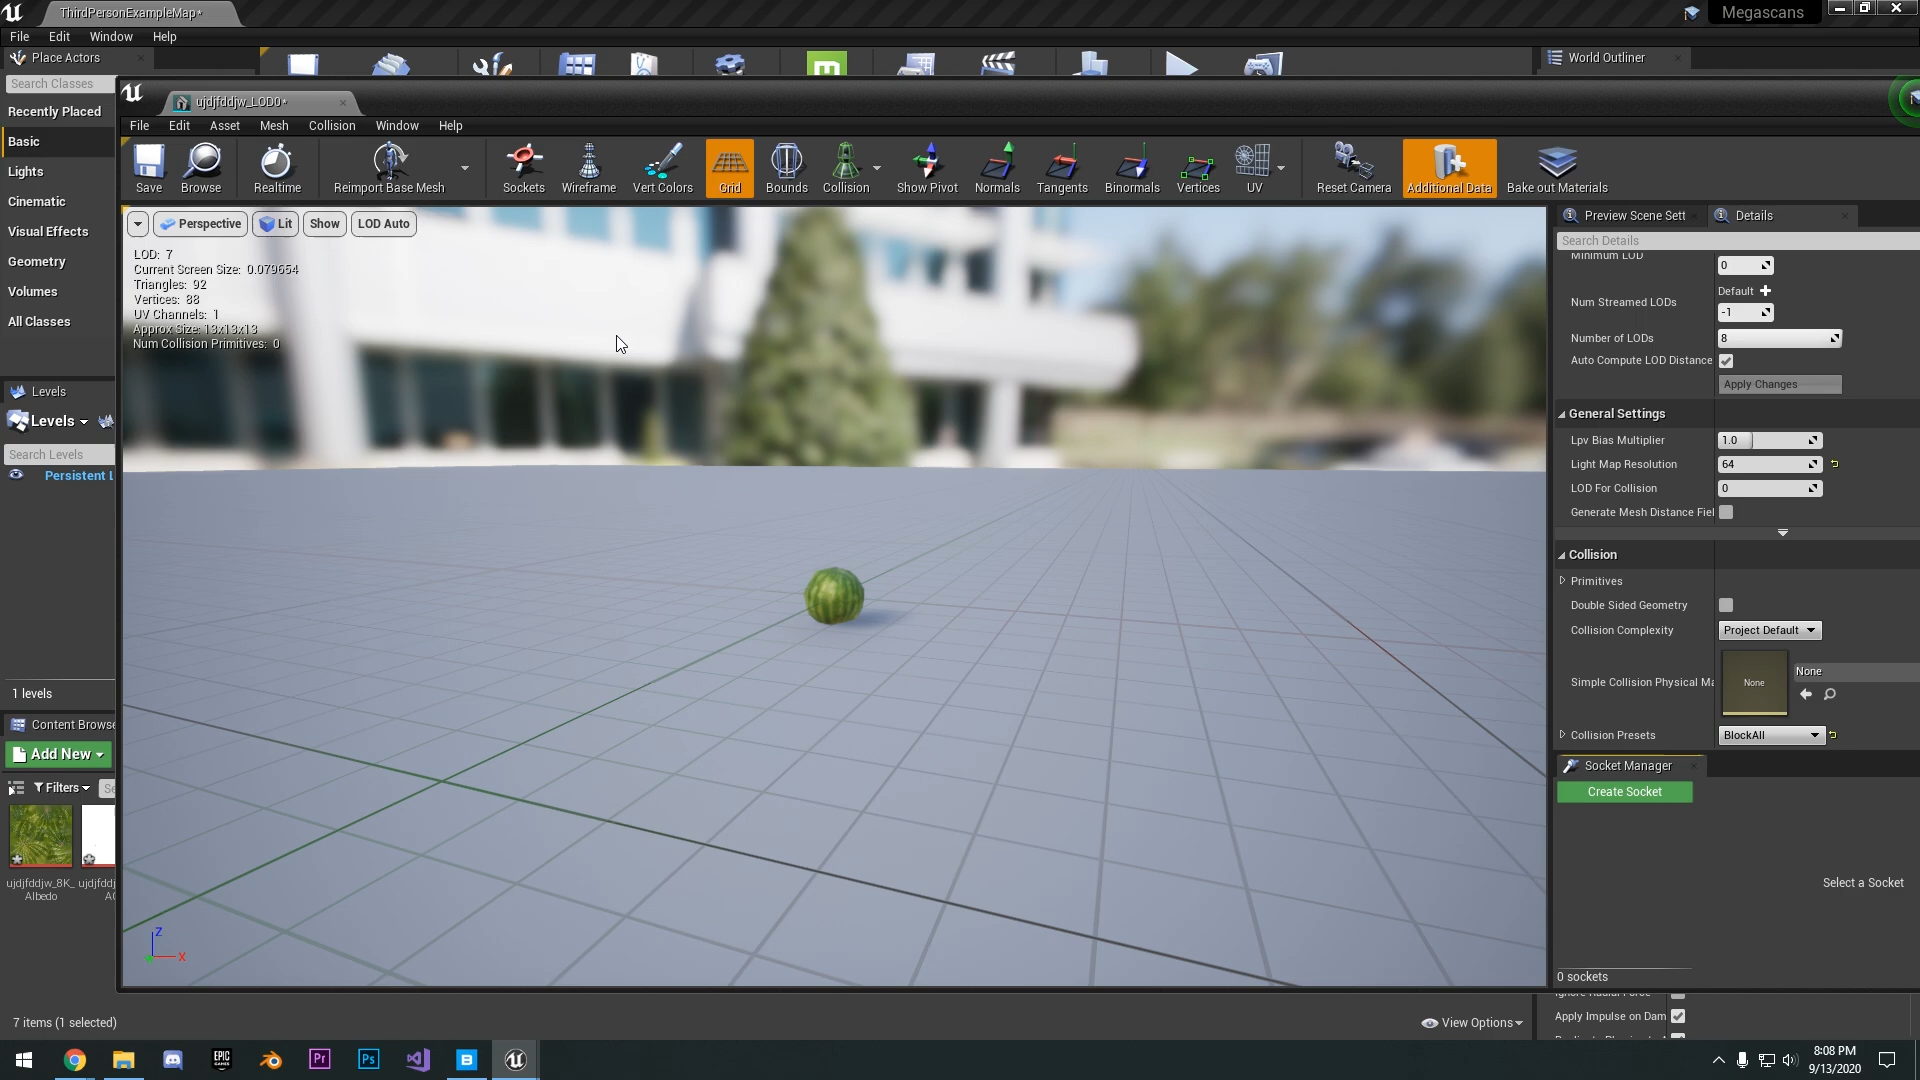 ThirdPersonExampleMap*
Megascans
File Edit Window Help
Place Actors
World Outliner
Search Classes
Recently Placed
Basic
Lights
Cinematic
Visual Effects
Geometry
Volumes
All Classes
Levels
Levels
Search Levels
Persistent L
1 levels
Content Browse
Add New
Filters
Se
ujdjfddjw_8K_
Albedo
ujdjfddj
AO
7 items (1 selected)
View Options
ujdjfddjw_LOD0*
File Edit Asset Mesh Collision Window Help
Save Browse Realtime Reimport Base Mesh Sockets Wireframe Vert Colors Grid Bounds Collision Show Pivot Normals Tangents Binormals Vertices UV Reset Camera Additional Data Bake out Materials
Perspective Lit Show LOD Auto
LOD: 7
Current Screen Size: 0.079654
Triangles: 92
Vertices: 88
UV Channels: 1
Approx Size: 13x13x13
Num Collision Primitives: 0
Z
X
Preview Scene Sett
Details
Search Details
Minimum LOD
0
Default
Num Streamed LODs
-1
Number of LODs 8
Auto Compute LOD Distance
Apply Changes
General Settings
Lpv Bias Multiplier 1.0
Light Map Resolution 64
LOD For Collision 0
Generate Mesh Distance Fiel
Collision
Primitives
Double Sided Geometry
Collision Complexity Project Default
Simple Collision Physical Ma
None
None
Collision Presets BlockAll
Socket Manager
Create Socket
Select a Socket
0 sockets
Ignore Radial Force
Apply Impulse on Dam
EPIC
GAMES
Pr
Ps
B
8:08 PM
9/13/2020